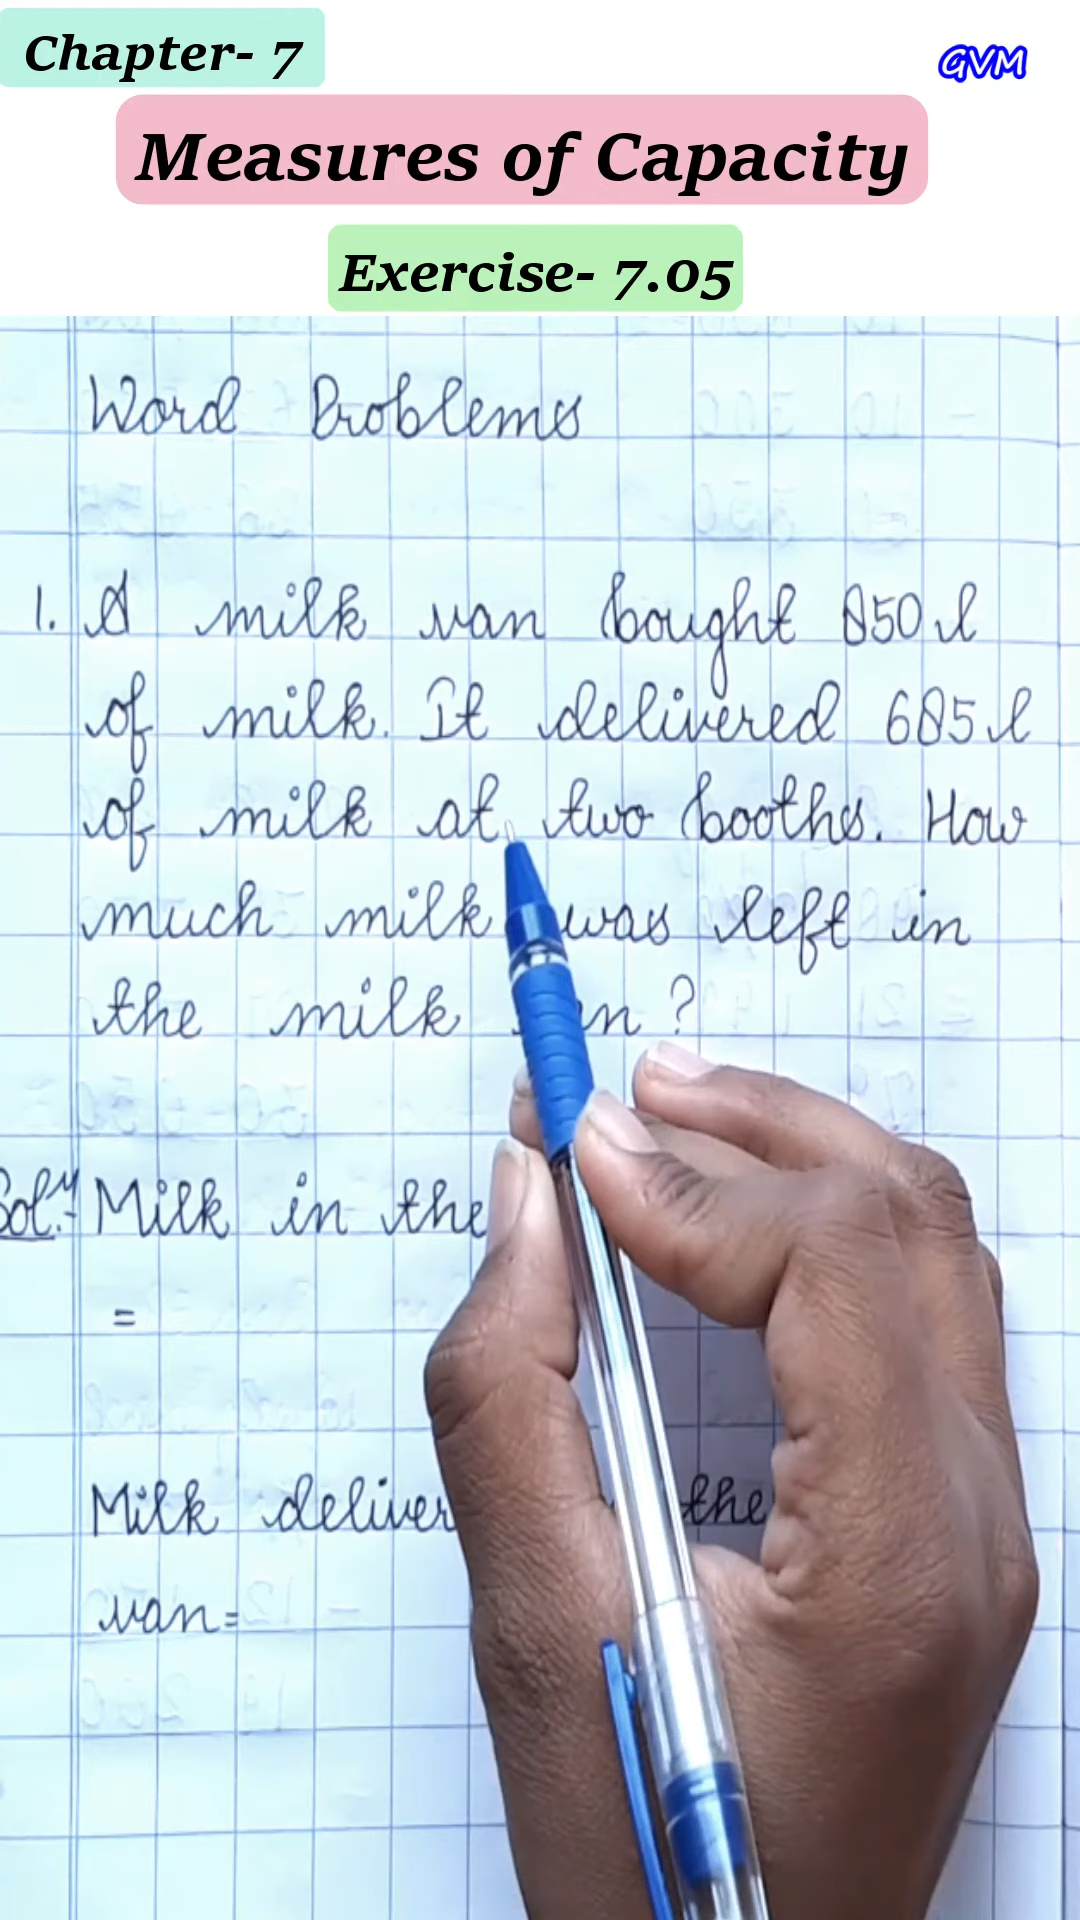 Chapter- 7
GVM
Measures of Capacity
Exercise- 7.05
Word Problems
1. A milk van bought 850 l
of milk. It delivered 685 l
of milk at two booths. How
much milk was left in
the milk ?
Sol.ⁿ:- Milk in the
=
Milk the
van=